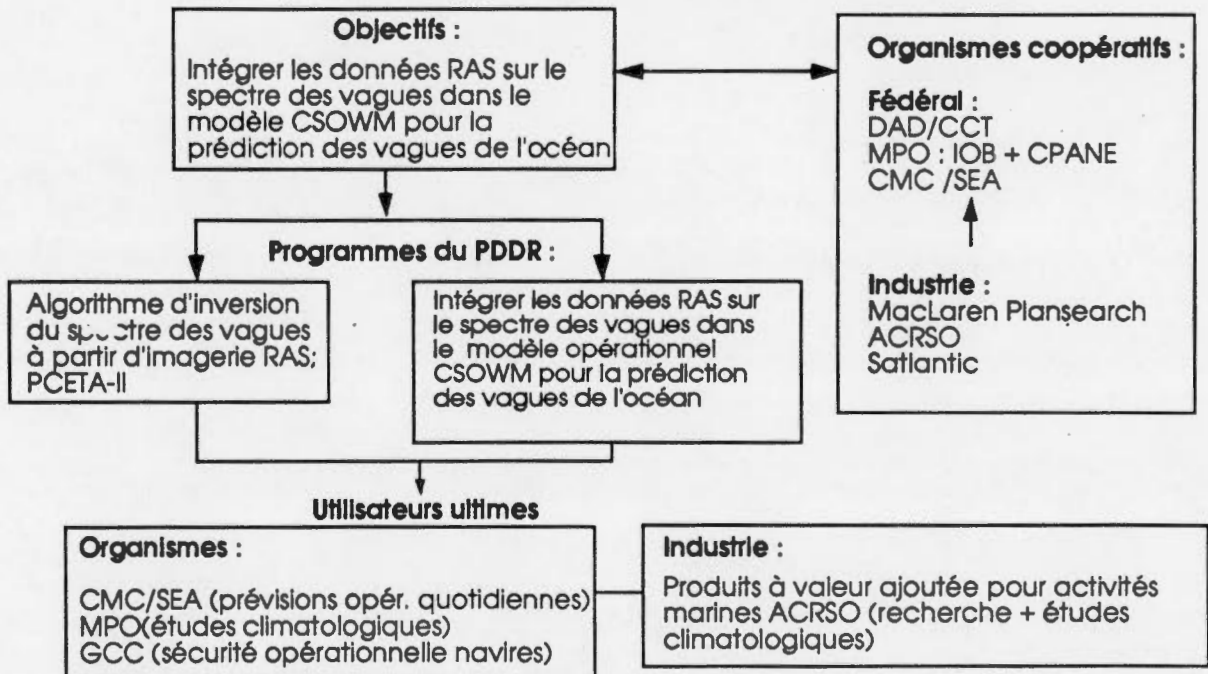 Objectifs :
Intégrer les données RAS sur le
spectre des vagues dans le
modèle CSOWM pour la
prédiction des vagues de l'océan
Organismes coopératifs :
Fédéral :
DAD/CCT
MPO : IOB + CPANE
CMC /SEA
Industrie :
MacLaren Plansearch
ACRSO
Satlantic
Programmes du PDDR :
Algorithme d'inversion
du spectre des vagues
à partir d'imagerie RAS;
PCETA-II
Intégrer les données RAS sur
le spectre des vagues dans
le modèle opérationnel
CSOWM pour la prédiction
des vagues de l'océan
Utilisateurs ultimes
Organismes :
CMC/SEA (prévisions opér. quotidiennes)
MPO(études climatologiques)
GCC (sécurité opérationnelle navires)
Industrie :
Produits à valeur ajoutée pour activités
marines ACRSO (recherche + études
climatologiques)